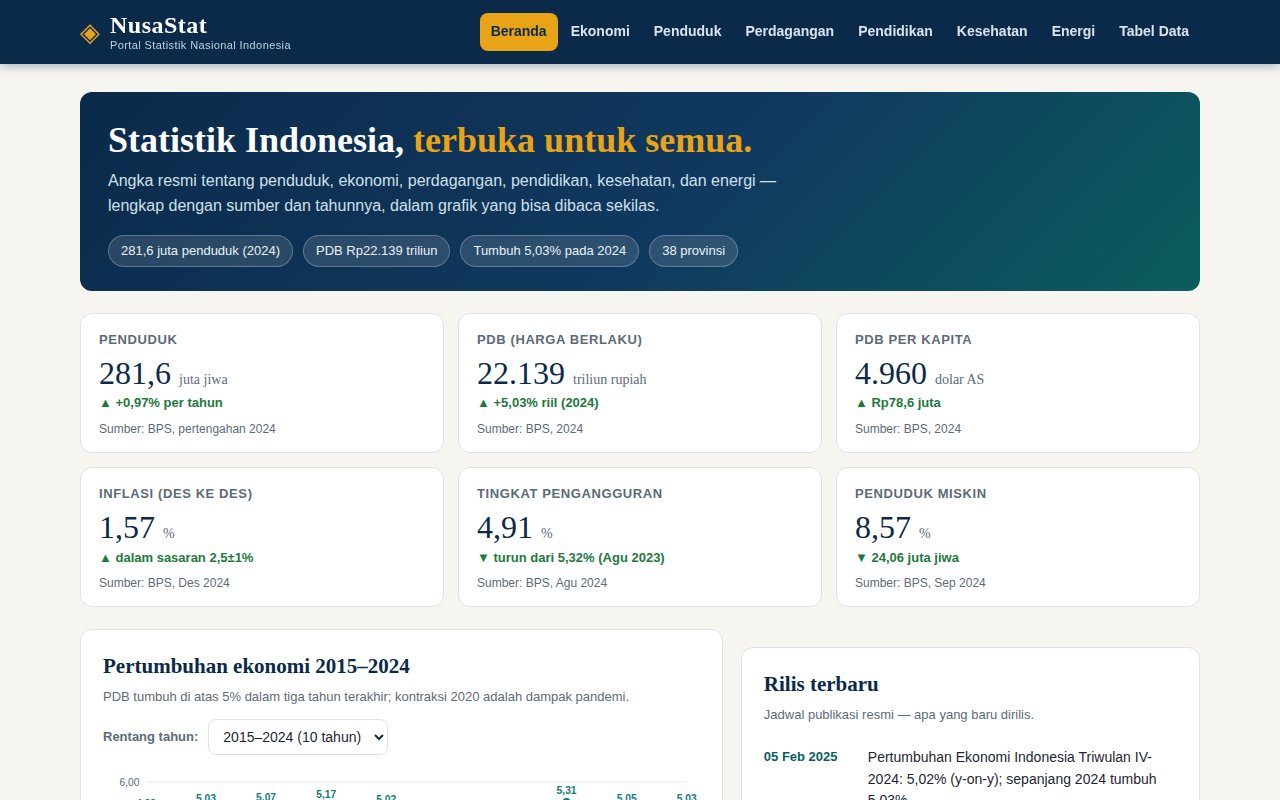 NusaStat
Portal Statistik Nasional Indonesia
Beranda Ekonomi Penduduk Perdagangan Pendidikan Kesehatan Energi Tabel Data
Statistik Indonesia, terbuka untuk semua.
Angka resmi tentang penduduk, ekonomi, perdagangan, pendidikan, kesehatan, dan energi —
lengkap dengan sumber dan tahunnya, dalam grafik yang bisa dibaca sekilas.
281,6 juta penduduk (2024) PDB Rp22.139 triliun Tumbuh 5,03% pada 2024 38 provinsi
PENDUDUK
281,6 juta jiwa
▲ +0,97% per tahun
Sumber: BPS, pertengahan 2024
PDB (HARGA BERLAKU)
22.139 triliun rupiah
▲ +5,03% riil (2024)
Sumber: BPS, 2024
PDB PER KAPITA
4.960 dolar AS
▲ Rp78,6 juta
Sumber: BPS, 2024
INFLASI (DES KE DES)
1,57 %
▲ dalam sasaran 2,5±1%
Sumber: BPS, Des 2024
TINGKAT PENGANGGURAN
4,91 %
▼ turun dari 5,32% (Agu 2023)
Sumber: BPS, Agu 2024
PENDUDUK MISKIN
8,57 %
▼ 24,06 juta jiwa
Sumber: BPS, Sep 2024
Pertumbuhan ekonomi 2015–2024
PDB tumbuh di atas 5% dalam tiga tahun terakhir; kontraksi 2020 adalah dampak pandemi.
Rentang tahun: 2015–2024 (10 tahun)
6,00
5,03 5,07 5,17 5,02 5,31 5,05 5,03
Rilis terbaru
Jadwal publikasi resmi — apa yang baru dirilis.
05 Feb 2025
Pertumbuhan Ekonomi Indonesia Triwulan IV-
2024: 5,02% (y-on-y); sepanjang 2024 tumbuh
5,03%